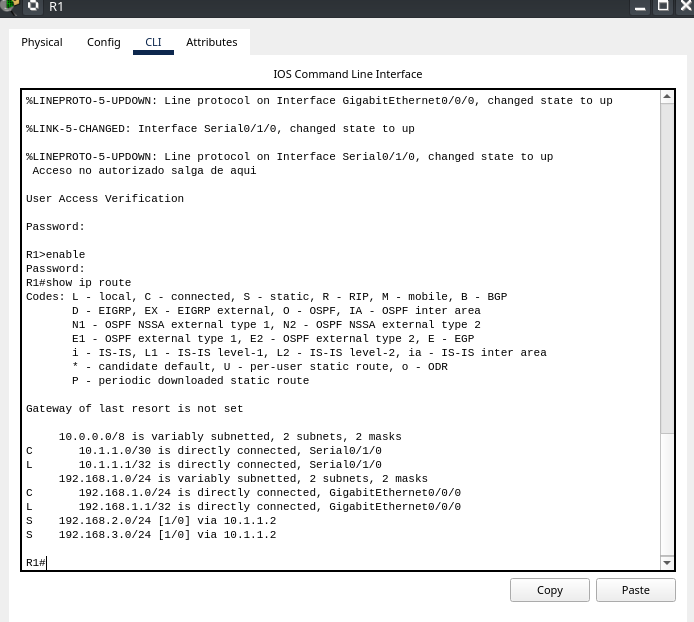 R1
Physical Config CLI Attributes
IOS Command Line Interface
%LINEPROTO-5-UPDOWN: Line protocol on Interface GigabitEthernet0/0/0, changed state to up
%LINK-5-CHANGED: Interface Serial0/1/0, changed state to up
%LINEPROTO-5-UPDOWN: Line protocol on Interface Serial0/1/0, changed state to up
Acceso no autorizado salga de aqui
User Access Verification
Password:
R1>enable
Password:
R1#show ip route
Codes: L - local, C - connected, S - static, R - RIP, M - mobile, B - BGP
D - EIGRP, EX - EIGRP external, O - OSPF, IA - OSPF inter area
N1 - OSPF NSSA external type 1, N2 - OSPF NSSA external type 2
E1 - OSPF external type 1, E2 - OSPF external type 2, E - EGP
i - IS-IS, L1 - IS-IS level-1, L2 - IS-IS level-2, ia - IS-IS inter area
* - candidate default, U - per-user static route, o - ODR
P - periodic downloaded static route
Gateway of last resort is not set
10.0.0.0/8 is variably subnetted, 2 subnets, 2 masks
C 10.1.1.0/30 is directly connected, Serial0/1/0
L 10.1.1.1/32 is directly connected, Serial0/1/0
192.168.1.0/24 is variably subnetted, 2 subnets, 2 masks
C 192.168.1.0/24 is directly connected, GigabitEthernet0/0/0
L 192.168.1.1/32 is directly connected, GigabitEthernet0/0/0
S 192.168.2.0/24 [1/0] via 10.1.1.2
S 192.168.3.0/24 [1/0] via 10.1.1.2
R1#
Copy Paste